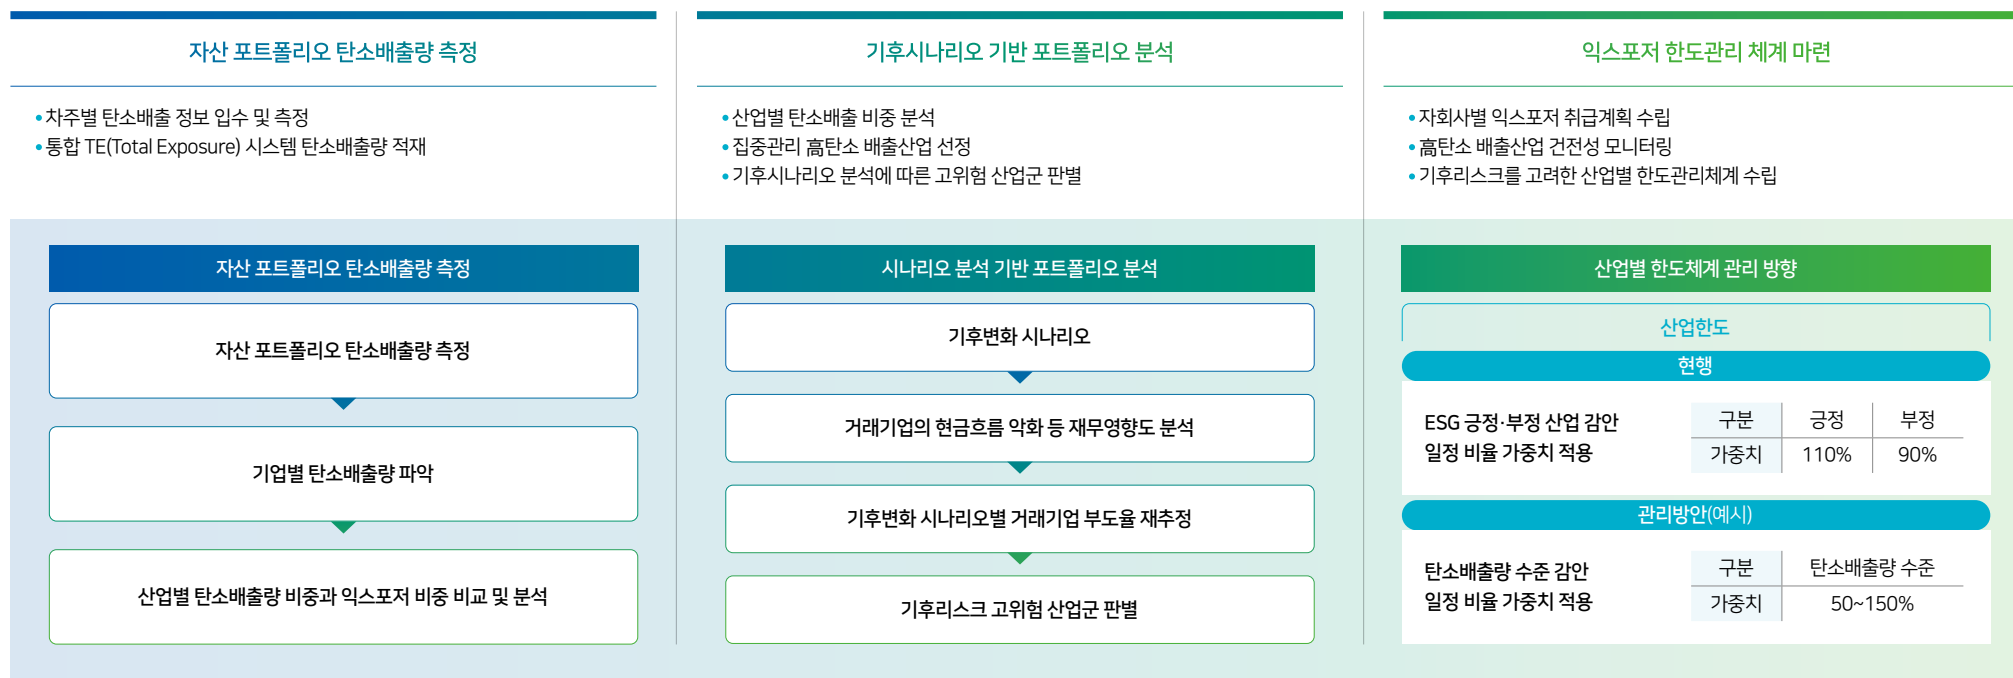 자산 포트폴리오 탄소배출량 측정
• 차주별 탄소배출 정보 입수 및 측정
• 통합 TE(Total Exposure) 시스템 탄소배출량 적재
자산 포트폴리오 탄소배출량 측정
자산 포트폴리오 탄소배출량 측정
기업별 탄소배출량 파악
산업별 탄소배출량 비중과 익스포저 비중 비교 및 분석
기후시나리오 기반 포트폴리오 분석
• 산업별 탄소배출 비중 분석
• 집중관리 高탄소 배출산업 선정
• 기후시나리오 분석에 따른 고위험 산업군 판별
시나리오 분석 기반 포트폴리오 분석
기후변화 시나리오
거래기업의 현금흐름 악화 등 재무영향도 분석
기후변화 시나리오별 거래기업 부도율 재추정
기후리스크 고위험 산업군 판별
익스포저 한도관리 체계 마련
• 자회사별 익스포저 취급계획 수립
• 高탄소 배출산업 건전성 모니터링
• 기후리스크를 고려한 산업별 한도관리체계 수립
산업별 한도체계 관리 방향
산업한도
현행
ESG 긍정·부정 산업 감안
일정 비율 가중치 적용
구분 긍정 부정
가중치 110% 90%
관리방안(예시)
탄소배출량 수준 감안
일정 비율 가중치 적용
구분 탄소배출량 수준
가중치 50~150%